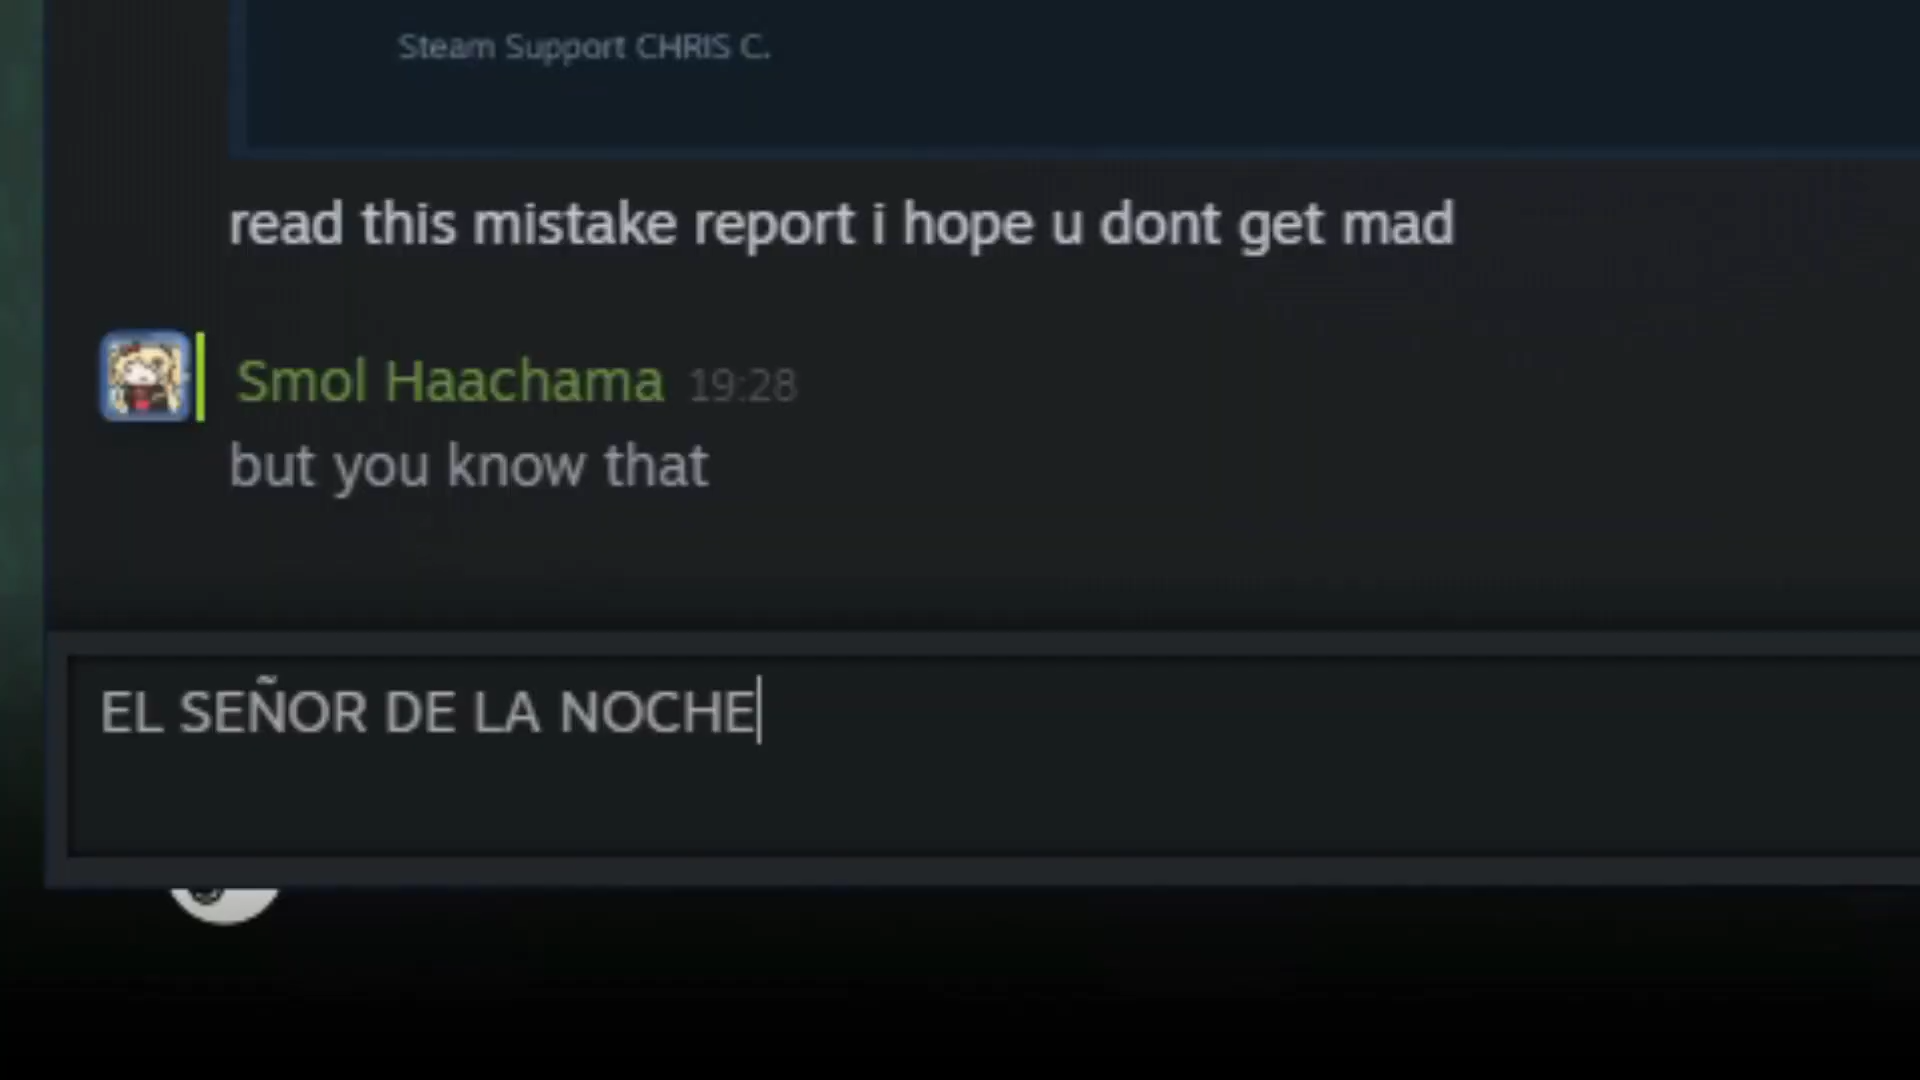 Steam Support CHRIS C.
read this mistake report i hope u dont get mad
Smol Haachama 19:28
but you know that
EL SEÑOR DE LA NOCHE